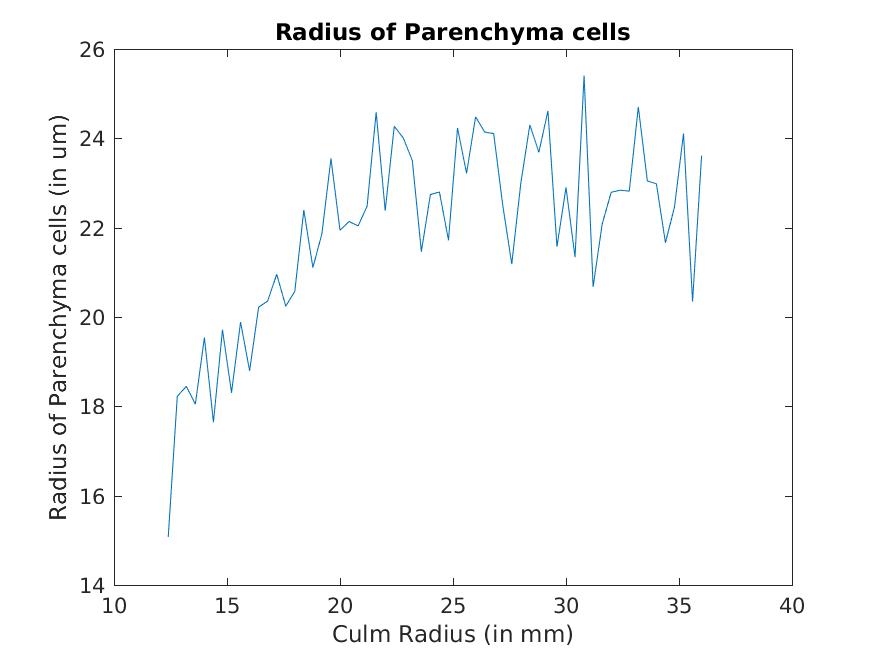 Radius of Parenchyma cells
Radius of Parenchyma cells (in um)
26
24
22
20
18
16
14
10 15 20 25 30 35 40
Culm Radius (in mm)